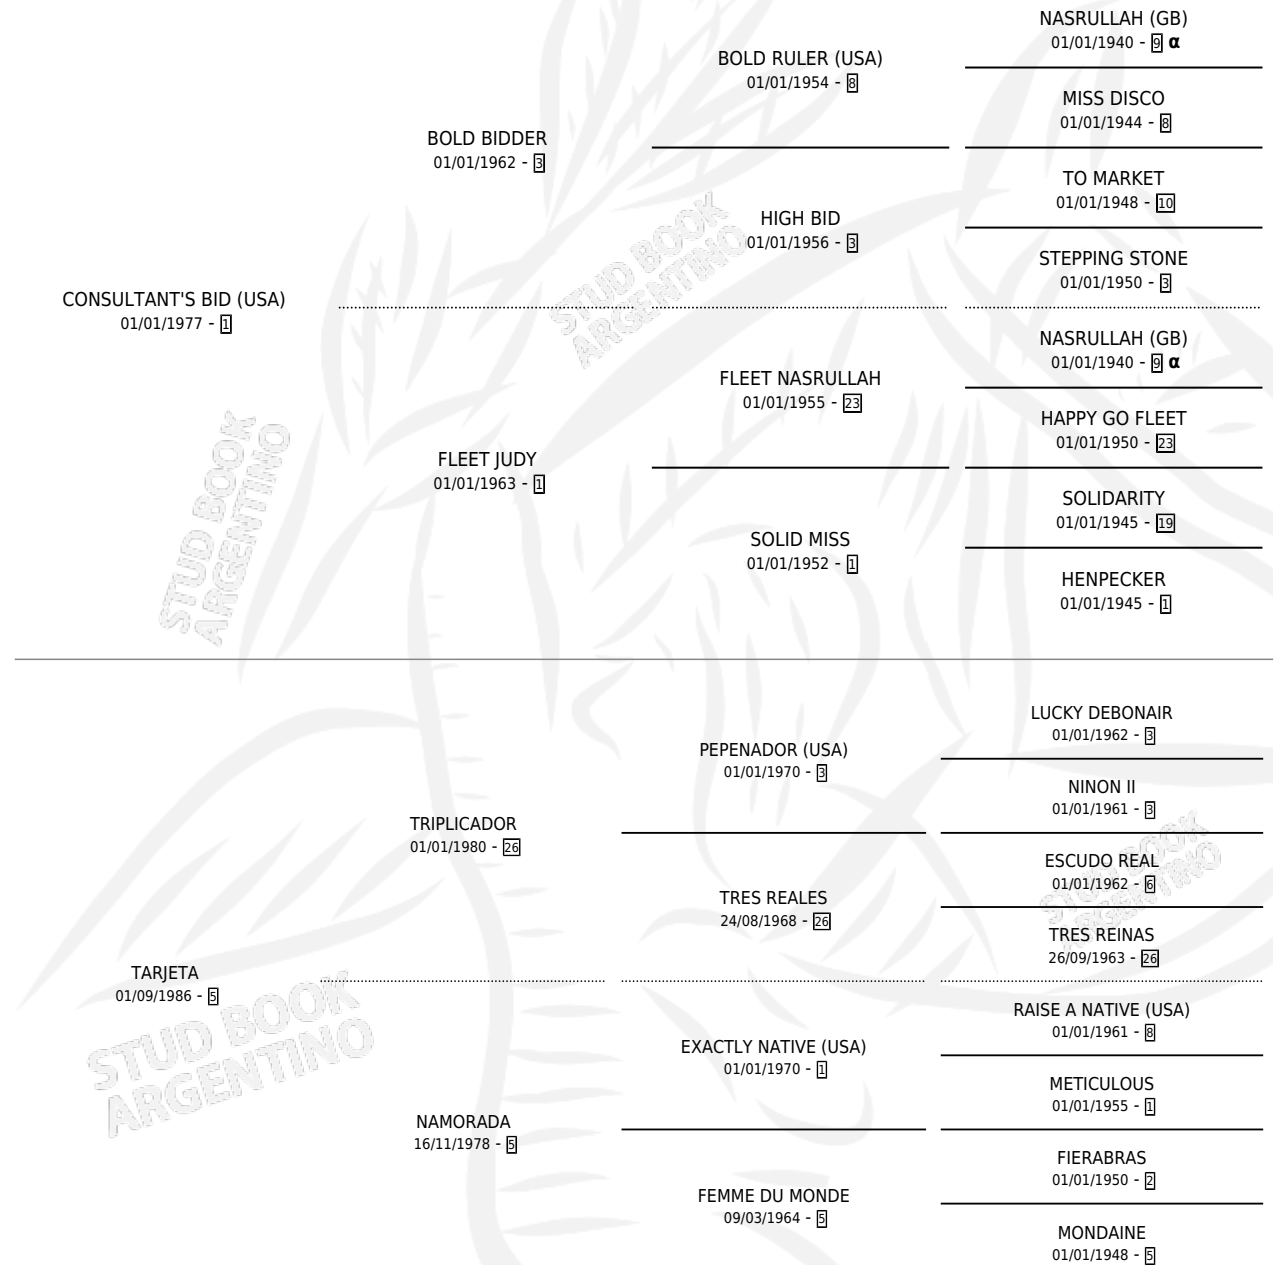 NASRULLAH (GB)
01/01/1940 - 9 α
BOLD RULER (USA)
01/01/1954 - 8
MISS DISCO
01/01/1944 - 8
BOLD BIDDER
01/01/1962 - 3
TO MARKET
01/01/1948 - 10
HIGH BID
01/01/1956 - 3
STEPPING STONE
01/01/1950 - 3
CONSULTANT'S BID (USA)
01/01/1977 - 1
NASRULLAH (GB)
01/01/1940 - 9 α
FLEET NASRULLAH
01/01/1955 - 23
HAPPY GO FLEET
01/01/1950 - 23
FLEET JUDY
01/01/1963 - 1
SOLIDARITY
01/01/1945 - 19
SOLID MISS
01/01/1952 - 1
HENPECKER
01/01/1945 - 1
LUCKY DEBONAIR
01/01/1962 - 3
PEPENADOR (USA)
01/01/1970 - 3
NINON II
01/01/1961 - 3
TRIPLICADOR
01/01/1980 - 26
ESCUDO REAL
01/01/1962 - 6
TRES REALES
24/08/1968 - 26
TRES REINAS
26/09/1963 - 26
TARJETA
01/09/1986 - 5
RAISE A NATIVE (USA)
01/01/1961 - 8
EXACTLY NATIVE (USA)
01/01/1970 - 1
METICULOUS
01/01/1955 - 1
NAMORADA
16/11/1978 - 5
FIERABRAS
01/01/1950 - 2
FEMME DU MONDE
09/03/1964 - 5
MONDAINE
01/01/1948 - 5
STUD BOOK
ARGENTINO
STUD BOOK
ARGENTINO
STUD BOOK
ARGENTINO
STUD BOOK
ARGENTINO